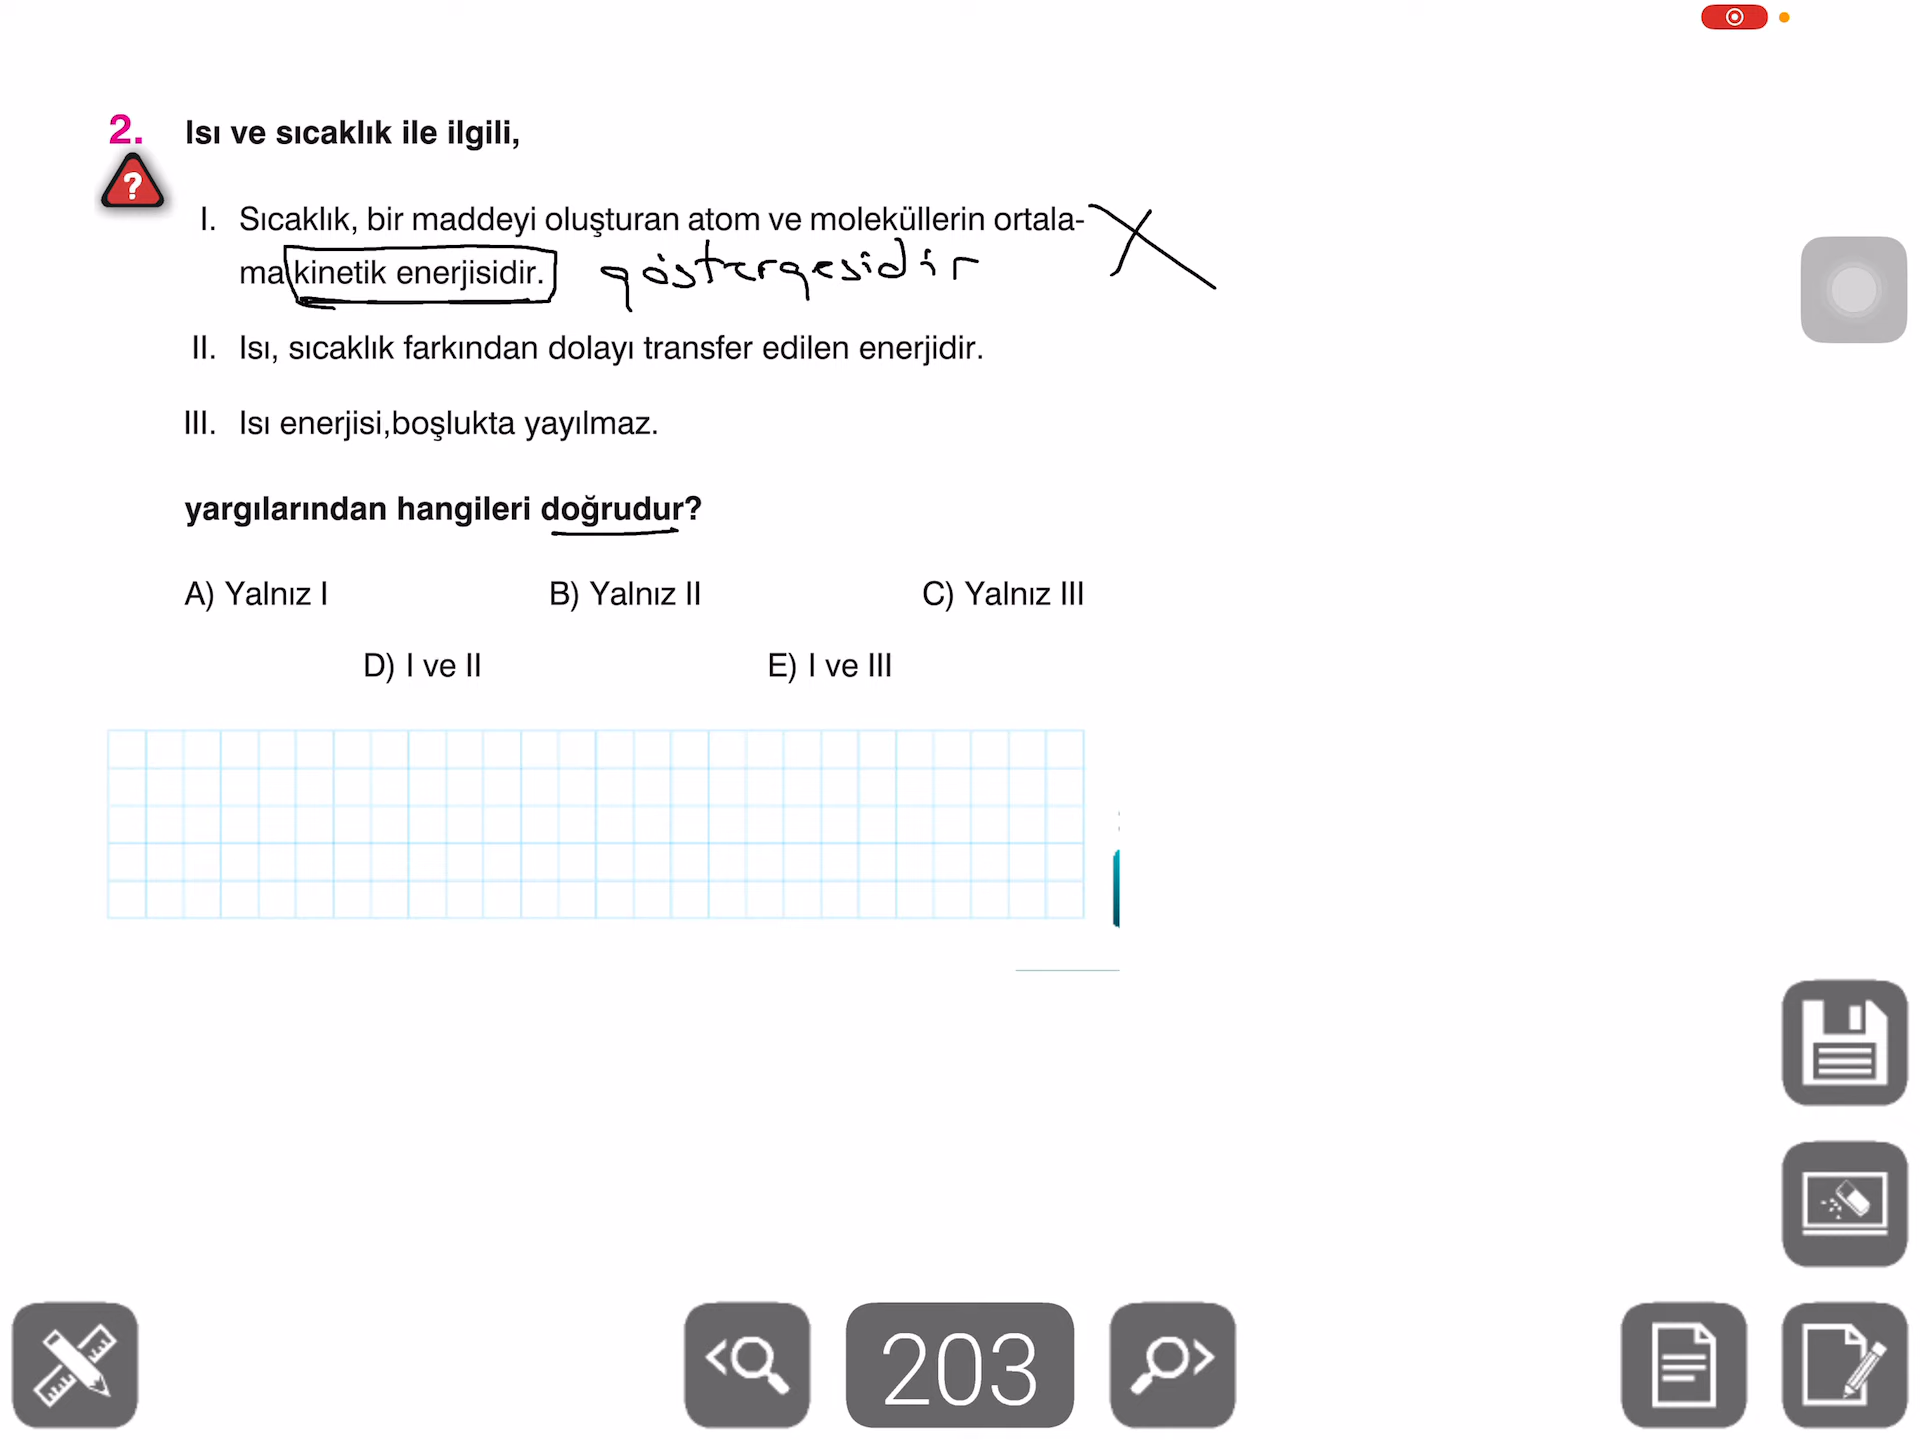 2. Isı ve sıcaklık ile ilgili,
?
I. Sıcaklık, bir maddeyi oluşturan atom ve moleküllerin ortala-
ma kinetik enerjisidir. göstergesidir
II. Isı, sıcaklık farkından dolayı transfer edilen enerjidir.
III. Isı enerjisi,boşlukta yayılmaz.
yargılarından hangileri doğrudur?
A) Yalnız I B) Yalnız II C) Yalnız III
D) I ve II E) I ve III
203